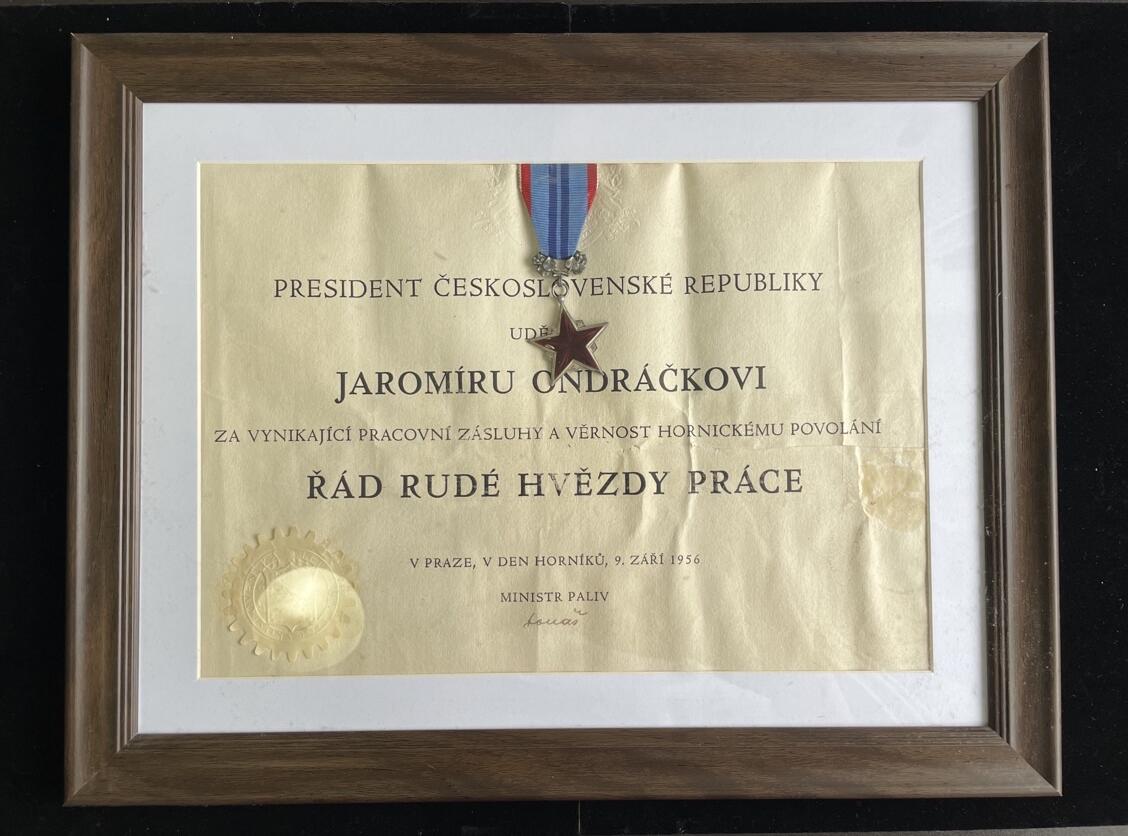 PRESIDENT ČESKOSLOVENSKÉ REPUBLIKY
JAROMÍRU ONDRÁČKOVI
ZA VYNIKAJÍCÍ PRACOVNÍ ZÁSLUHY A VĚRNOST HORNICKÉMU POVOLÁNÍ
ŘÁD RUDÉ HVĚZDY PRÁCE
V PRAZE, V DEN HORNÍKŮ, 9. ZÁŘÍ 1956
MINISTR PALIV